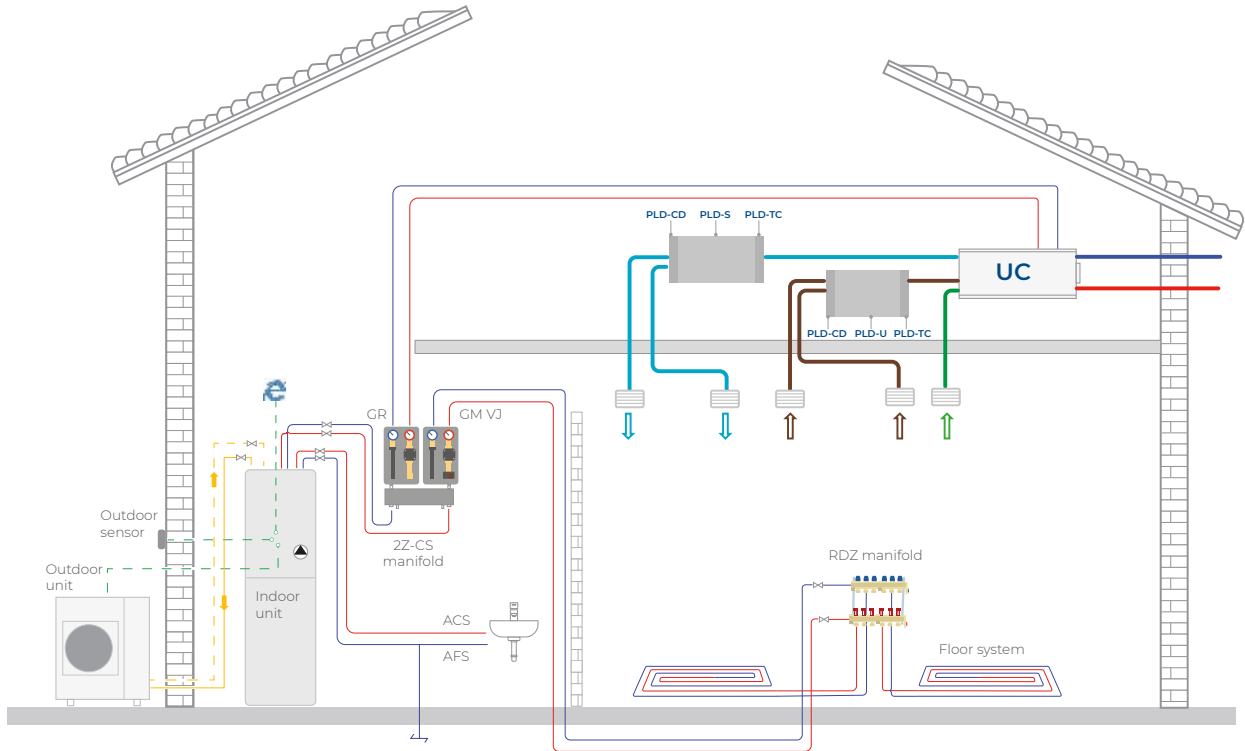 PLD-CD PLD-S PLD-TC
UC
PLD-CD PLD-U PLD-TC
GR
GM VJ
Outdoor
sensor
2Z-CS
manifold
RDZ manifold
Outdoor
unit
Indoor
unit
ACS
AFS
Floor system